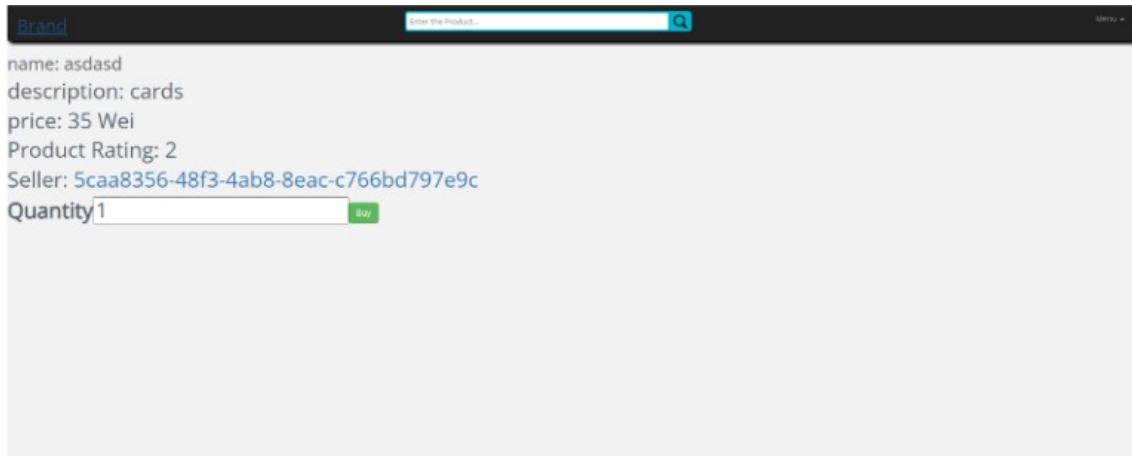 Brand
Enter the Product...
Menu
name: asdasd
description: cards
price: 35 Wei
Product Rating: 2
Seller: 5caa8356-48f3-4ab8-8eac-c766bd797e9c
Quantity 1 Buy